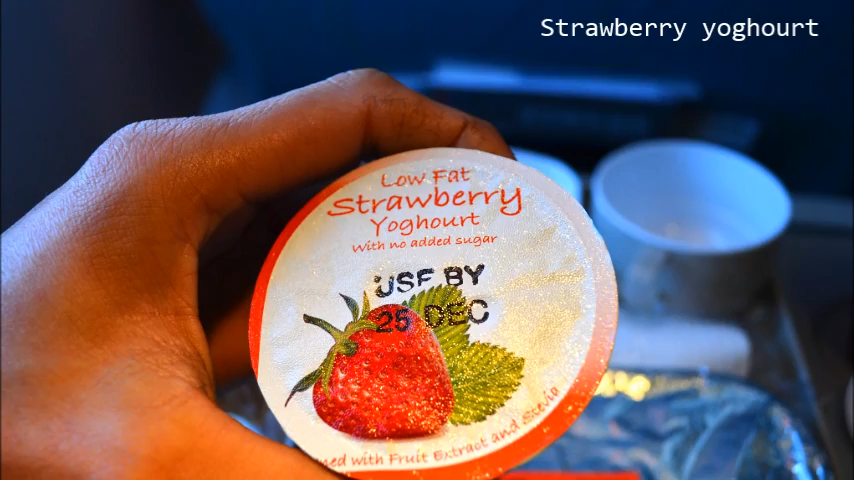 Strawberry yoghourt
Low Fat
Strawberry
Yoghourt
With no added sugar
USE BY
25 DEC
with Fruit Extract and Stevia